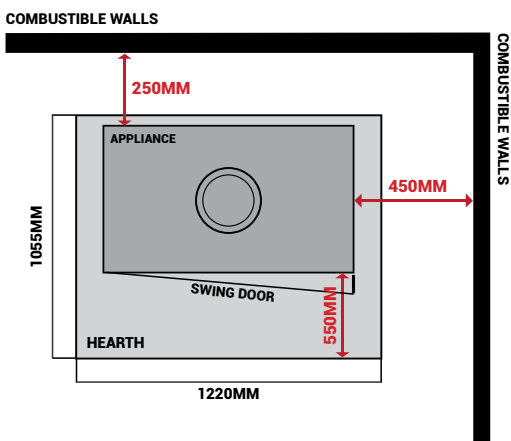 COMBUSTIBLE WALLS
COMBUSTIBLE WALLS
250MM
APPLIANCE
450MM
1055MM
SWING DOOR
550MM
HEARTH
1220MM